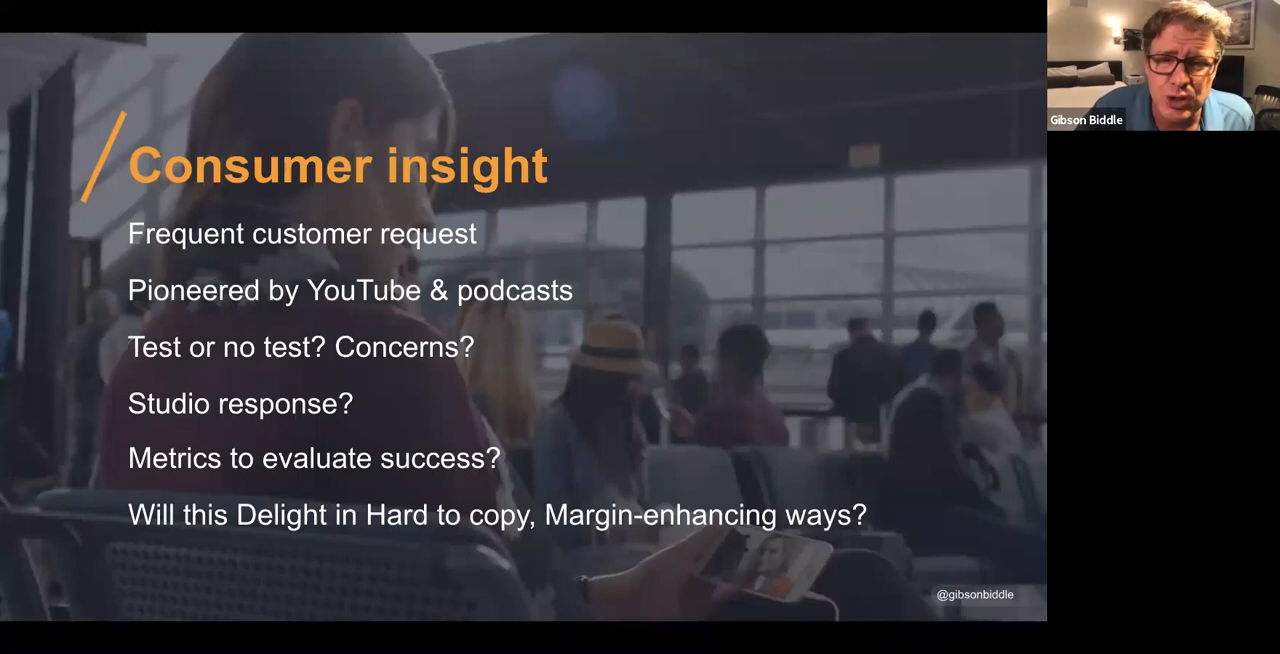 Consumer insight
Frequent customer request
Pioneered by YouTube & podcasts
Test or no test? Concerns?
Studio response?
Metrics to evaluate success?
Will this Delight in Hard to copy, Margin-enhancing ways?
@gibsonbiddle
Gibson Biddle